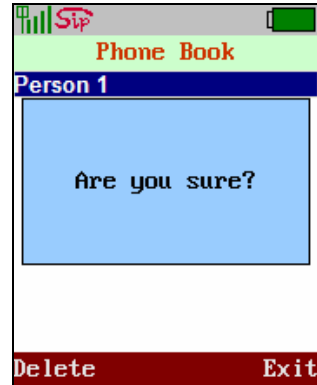 Sip
Phone Book
Person 1
Are you sure?
Delete Exit